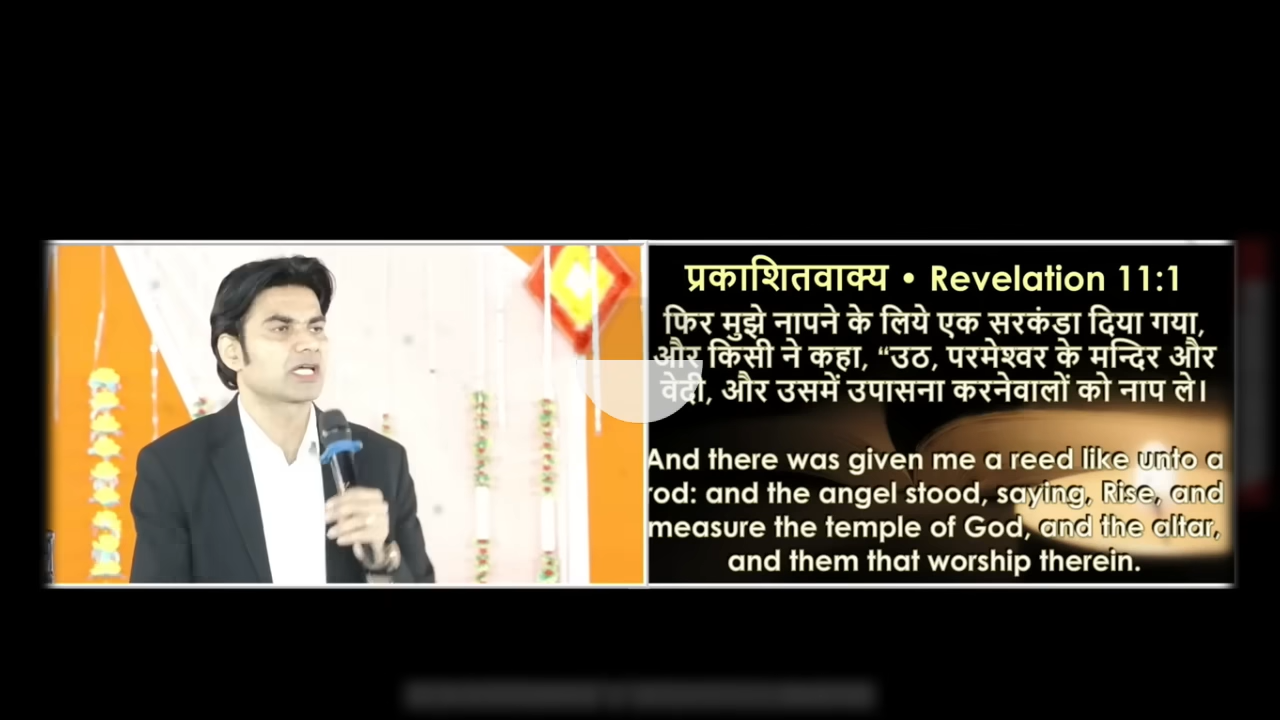 प्रकाशितवाक्य • Revelation 11:1
फिर मुझे नापने के लिये एक सरकंडा दिया गया,
और किसी ने कहा, “उठ, परमेश्वर के मन्दिर और
वेदी, और उसमें उपासना करनेवालों को नाप ले।
And there was given me a reed like unto a
rod: and the angel stood, saying, Rise, and
measure the temple of God, and the altar,
and them that worship therein.